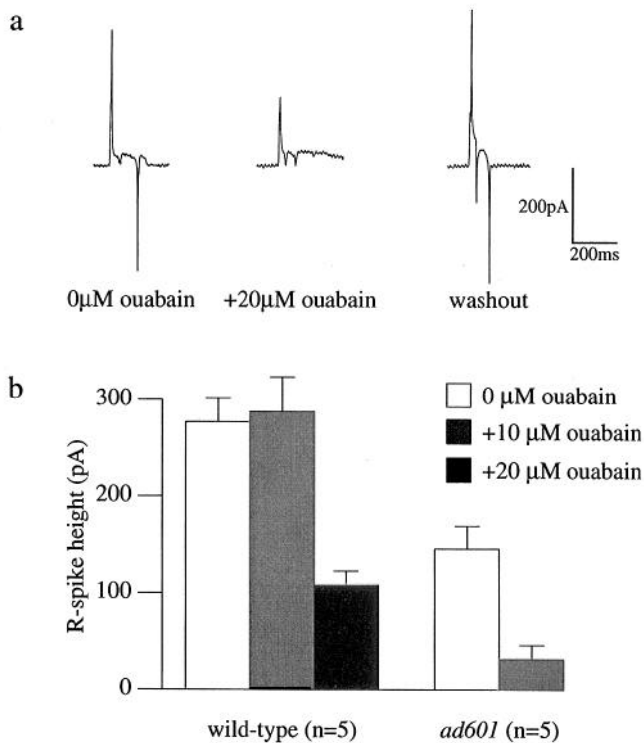 a
200pA
200ms
0μM ouabain
+20μM ouabain
washout
b
R-spike height (pA)
300
200
100
0
0 μM ouabain
+10 μM ouabain
+20 μM ouabain
wild-type (n=5)
ad601 (n=5)